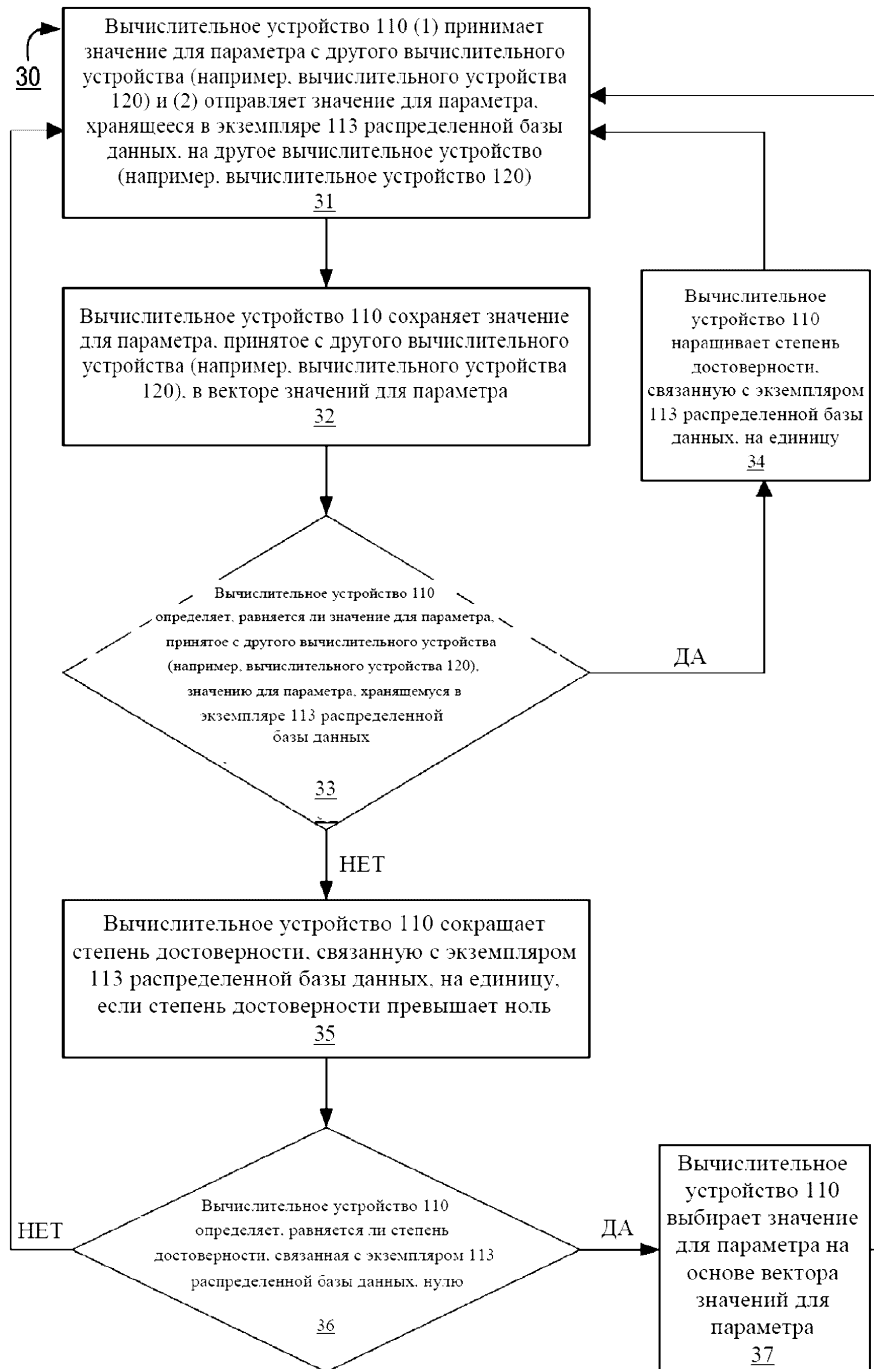 30
Вычислительное устройство 110 (1) принимает
значение для параметра с другого вычислительного
устройства (например, вычислительного устройства
120) и (2) отправляет значение для параметра,
хранящееся в экземпляре 113 распределенной базы
данных, на другое вычислительное устройство
(например, вычислительное устройство 120)
31
Вычислительное устройство 110 сохраняет значение
для параметра, принятое с другого вычислительного
устройства (например, вычислительного устройства
120), в векторе значений для параметра
32
Вычислительное
устройство 110
наращивает степень
достоверности,
связанную с экземпляром
113 распределенной базы
данных, на единицу
34
Вычислительное устройство 110
определяет, равняется ли значение для параметра,
принятое с другого вычислительного устройства
(например, вычислительного устройства 120),
значению для параметра, хранящемуся в
экземпляре 113 распределенной
базы данных
33
ДА
НЕТ
Вычислительное устройство 110 сокращает
степень достоверности, связанную с экземпляром
113 распределенной базы данных, на единицу,
если степень достоверности превышает ноль
35
Вычислительное устройство 110
определяет, равняется ли степень
достоверности, связанная с экземпляром 113
распределенной базы данных, нулю
36
НЕТ
ДА
Вычислительное
устройство 110
выбирает значение
для параметра на
основе вектора
значений для
параметра
37